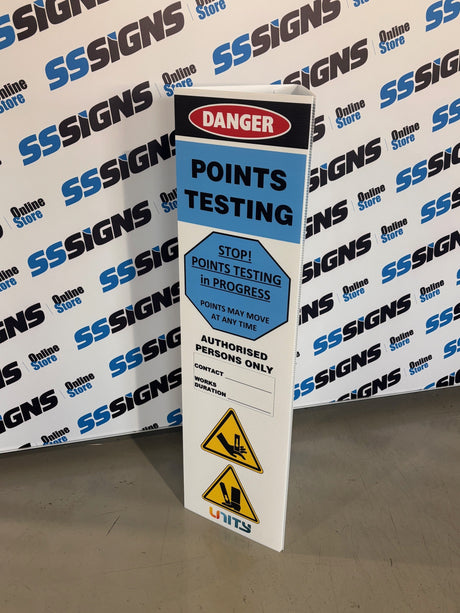 DANGER
POINTS
TESTING
STOP!
POINTS TESTING
in PROGRESS
POINTS MAY MOVE
AT ANY TIME
AUTHORISED
PERSONS ONLY
CONTACT
WORKS
DURATION
UNITY
SSSIGNS Online Store